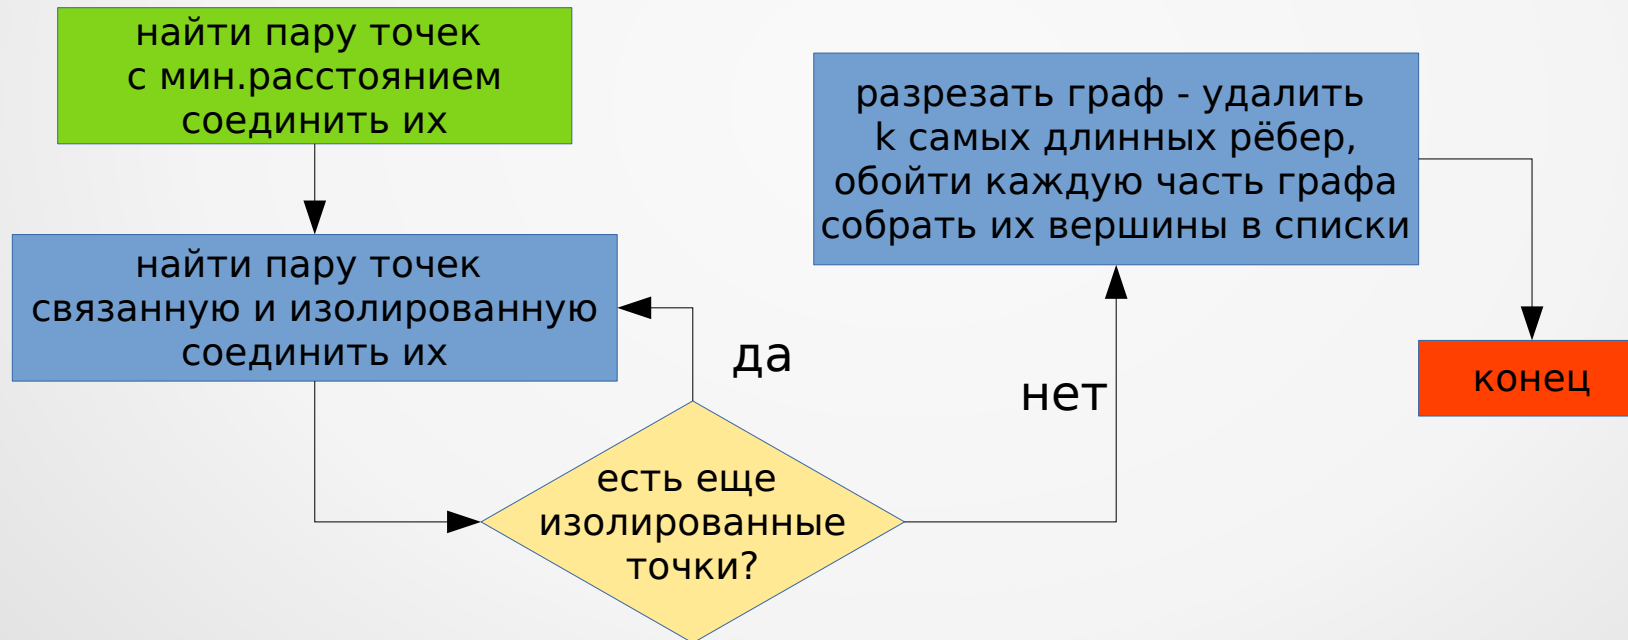 найти пару точек
с мин.расстоянием
соединить их
найти пару точек
связанную и изолированную
соединить их
да
есть еще
изолированные
точки?
нет
разрезать граф - удалить
k самых длинных рёбер,
обойти каждую часть графа
собрать их вершины в списки
конец